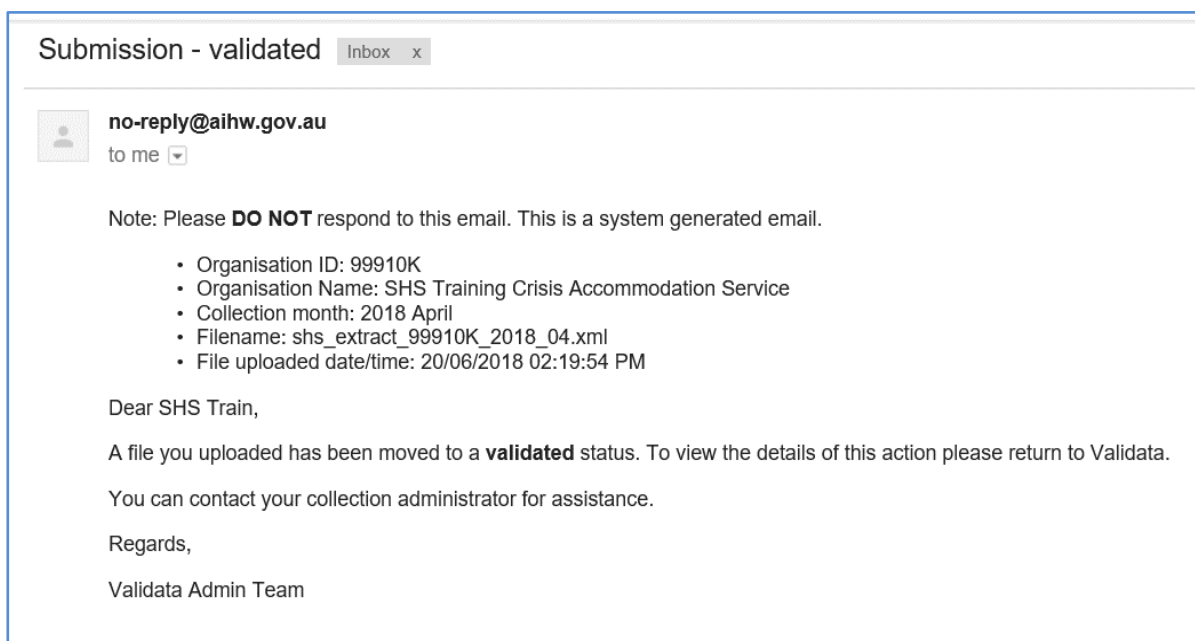 Submission - validated Inbox x
no-reply@aihw.gov.au
to me
Note: Please DO NOT respond to this email. This is a system generated email.
• Organisation ID: 99910K
• Organisation Name: SHS Training Crisis Accommodation Service
• Collection month: 2018 April
• Filename: shs_extract_99910K_2018_04.xml
• File uploaded date/time: 20/06/2018 02:19:54 PM
Dear SHS Train,
A file you uploaded has been moved to a validated status. To view the details of this action please return to Validata.
You can contact your collection administrator for assistance.
Regards,
Validata Admin Team